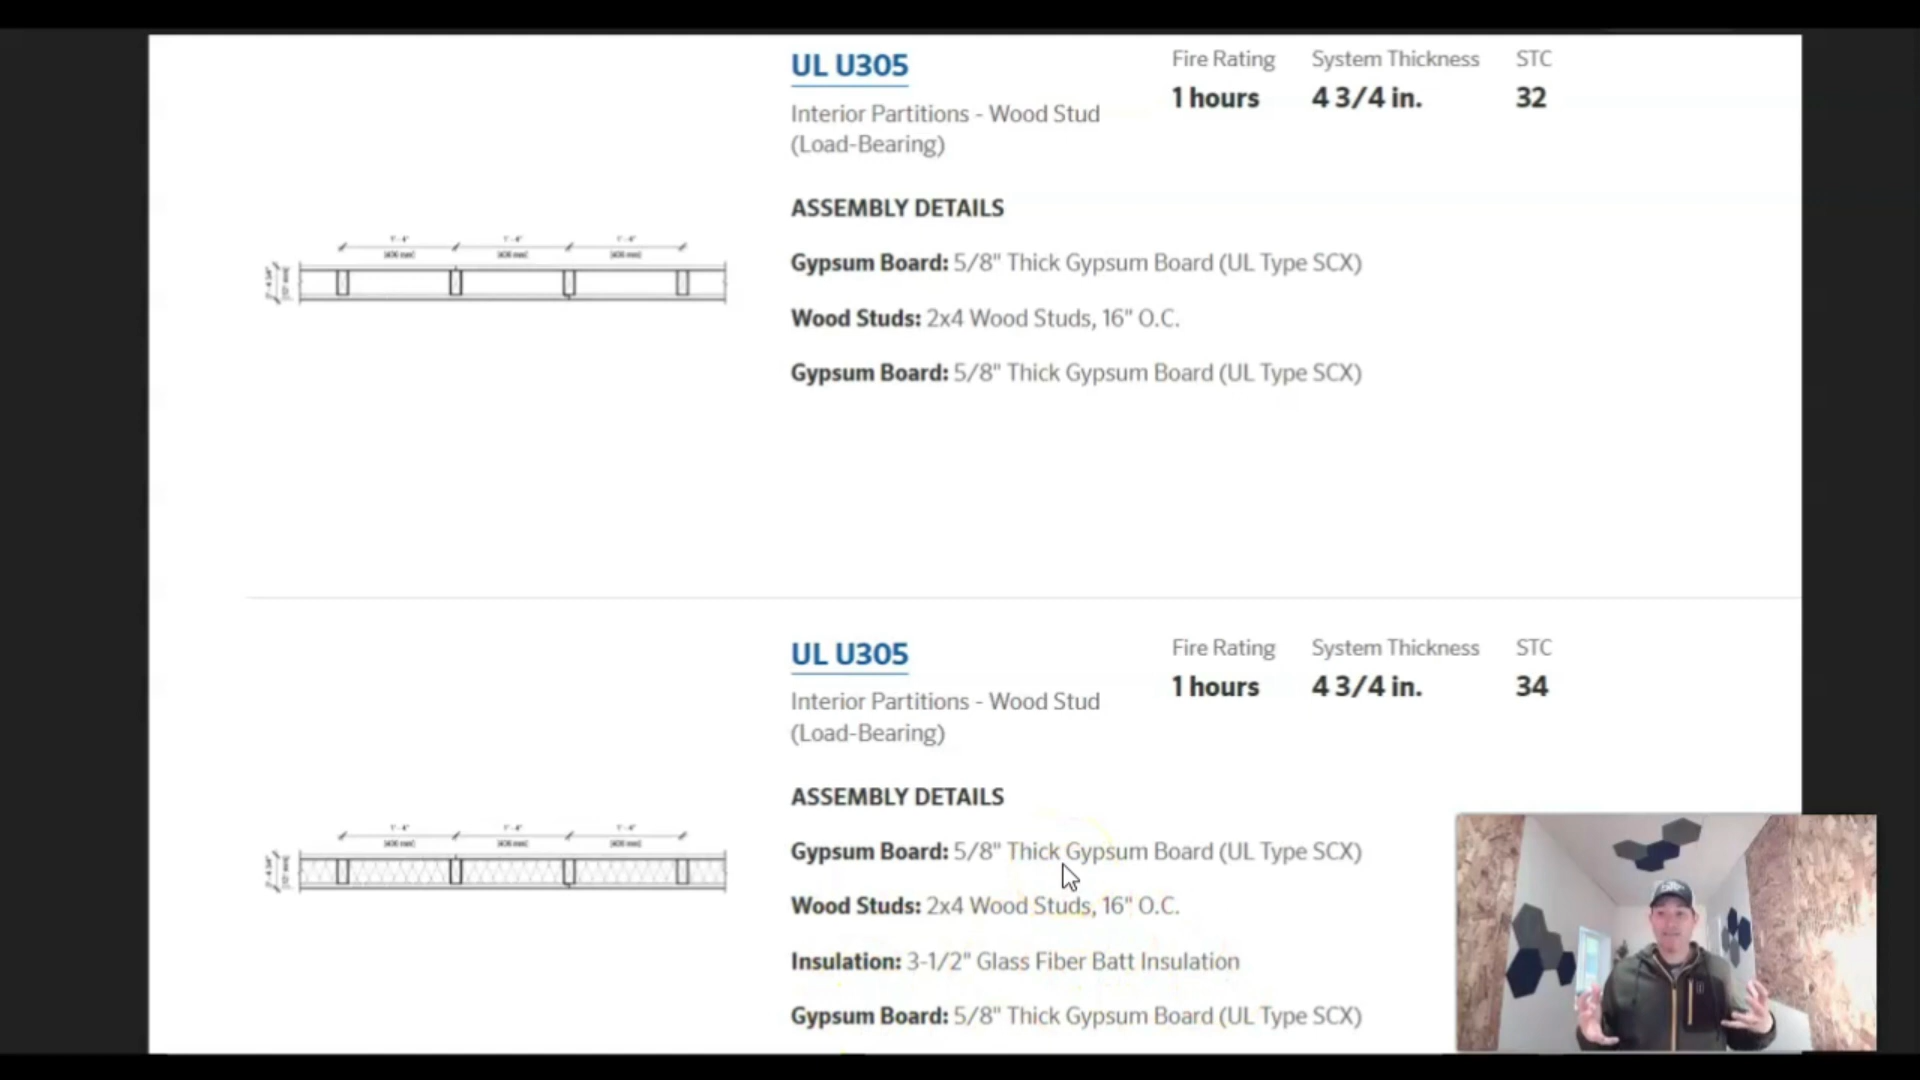 UL U305
Interior Partitions - Wood Stud
(Load-Bearing)
Fire Rating
1 hours
System Thickness
4 3/4 in.
STC
32
ASSEMBLY DETAILS
Gypsum Board: 5/8" Thick Gypsum Board (UL Type SCX)
Wood Studs: 2x4 Wood Studs, 16" O.C.
Gypsum Board: 5/8" Thick Gypsum Board (UL Type SCX)
UL U305
Interior Partitions - Wood Stud
(Load-Bearing)
Fire Rating
1 hours
System Thickness
4 3/4 in.
STC
34
ASSEMBLY DETAILS
Gypsum Board: 5/8" Thick Gypsum Board (UL Type SCX)
Wood Studs: 2x4 Wood Studs, 16" O.C.
Insulation: 3-1/2" Glass Fiber Batt Insulation
Gypsum Board: 5/8" Thick Gypsum Board (UL Type SCX)